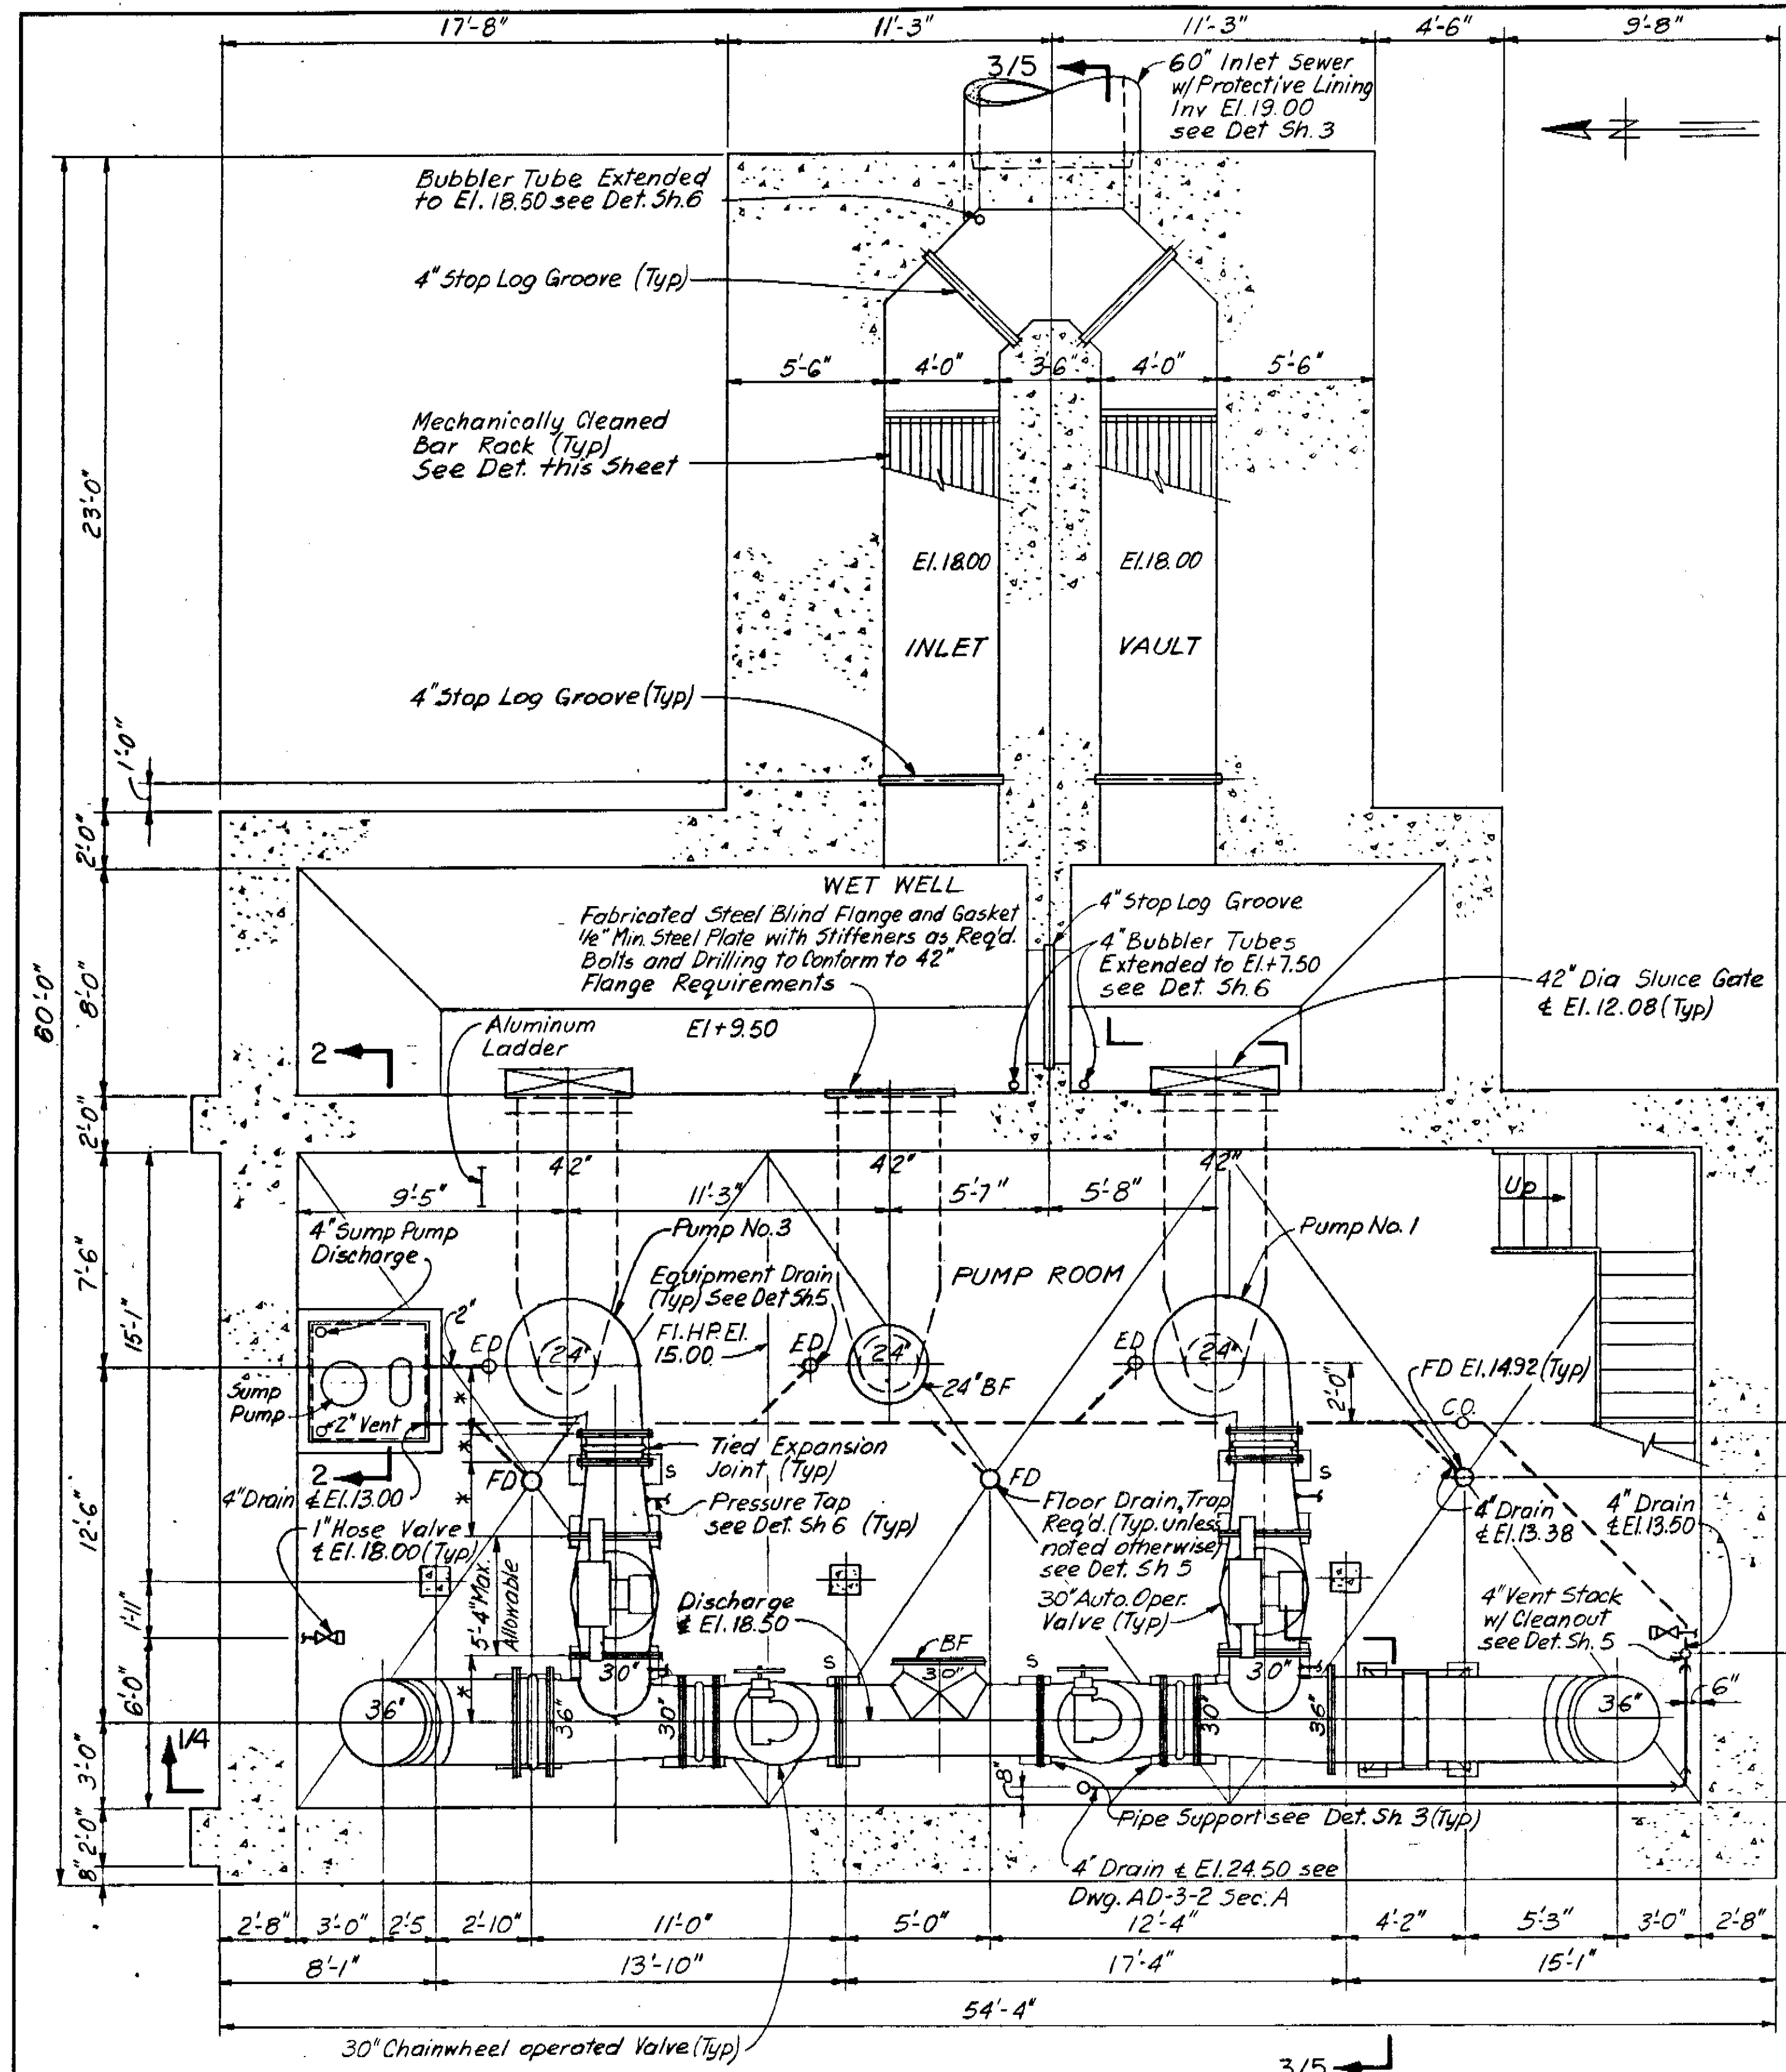 17'-8"
11'-3"
11'-3"
4'-6"
9'-8"
3/5
60" Inlet Sewer
w/ Protective Lining
Inv El. 19.00
see Det Sh. 3
N
Bubbler Tube Extended
to El. 18.50 see Det. Sh. 6
4" Stop Log Groove (Typ)
5'-6"
4'-0"
3'-6"
4'-0"
5'-6"
Mechanically Cleaned
Bar Rack (Typ)
See Det. this Sheet
23'-0"
El. 18.00
El. 18.00
INLET
VAULT
4" Stop Log Groove (Typ)
1'-0"
2'-0"
WET WELL
Fabricated Steel Blind Flange and Gasket
1/2" Min. Steel Plate with Stiffeners as Req'd.
Bolts and Drilling to Conform to 42"
Flange Requirements
4" Stop Log Groove
4" Bubbler Tubes
Extended to El. +7.50
see Det. Sh. 6
42" Dia Sluice Gate
℄ El. 12.08 (Typ)
60'-0"
8'-0"
Aluminum
Ladder
El +9.50
2
2'-0"
42"
42"
42"
9'-5"
11'-3"
5'-7"
5'-8"
Up
4" Sump Pump
Discharge
Pump No. 3
Pump No. 1
7'-6"
15'-1"
Equipment Drain
(Typ) See Det Sh. 5
PUMP ROOM
Fl. H.P. El.
15.00
2"
ED
24"
ED
24"
ED
24"
FD El. 14.92 (Typ)
2'-0"
Sump
Pump
24" BF
C.O.
2" Vent
Tied Expansion
Joint (Typ)
S
S
2
FD
FD
4" Drain ℄ El. 13.00
Pressure Tap
see Det. Sh 6 (Typ)
Floor Drain, Trap
Req'd. (Typ. unless
noted otherwise)
see Det. Sh 5
4" Drain
℄ El. 13.38
4" Drain
℄ El. 13.50
12'-6"
1" Hose Valve
℄ El. 18.00 (Typ)
5'-4" Max.
Allowable
Discharge
℄ El. 18.50
30" Auto. Oper.
Valve (Typ)
4" Vent Stack
w/ Cleanout
see Det. Sh. 5
1'-11"
BF
30"
S
30"
S
30"
6'-0"
6"
36"
36"
30"
30"
36"
36"
1/4
3'-0"
8"
Pipe Support see Det. Sh. 3 (Typ)
2'-0"
4" Drain ℄ El. 24.50 see
Dwg. AD-3-2 Sec. A
8"
2'-8"
3'-0"
2'-5
2'-10"
11'-0"
5'-0"
12'-4"
4'-2"
5'-3"
3'-0"
2'-8"
8'-1"
13'-10"
17'-4"
15'-1"
54'-4"
30" Chainwheel operated Valve (Typ)
3/5